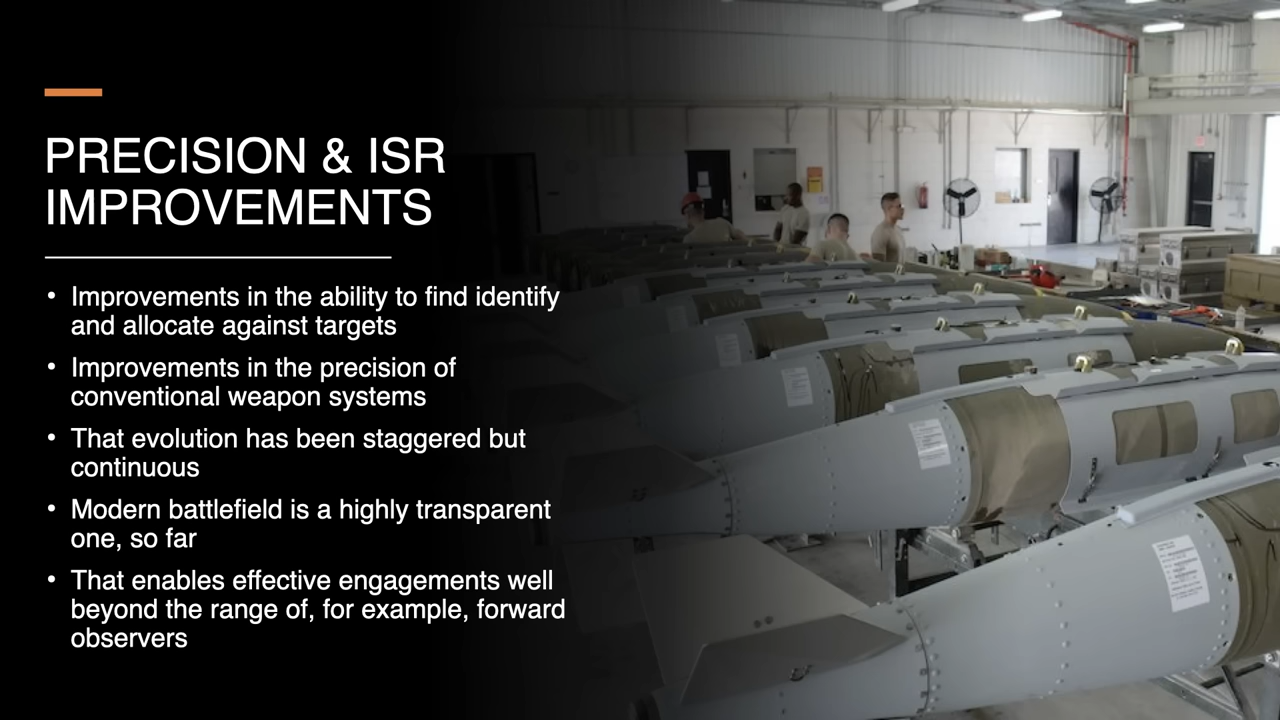 PRECISION & ISR
IMPROVEMENTS
• Improvements in the ability to find identify
and allocate against targets
• Improvements in the precision of
conventional weapon systems
• That evolution has been staggered but
continuous
• Modern battlefield is a highly transparent
one, so far
• That enables effective engagements well
beyond the range of, for example, forward
observers